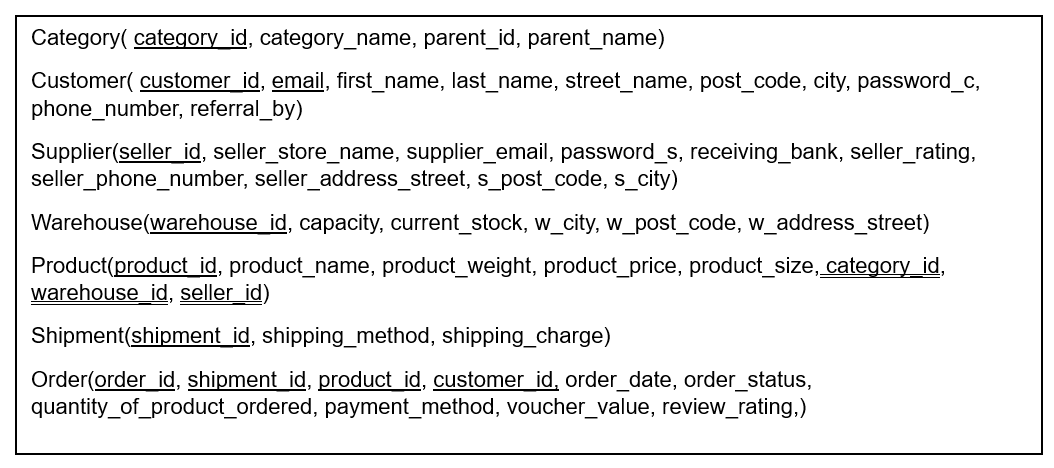 Category( category_id, category_name, parent_id, parent_name)
Customer( customer_id, email, first_name, last_name, street_name, post_code, city, password_c,
phone_number, referral_by)
Supplier(seller_id, seller_store_name, supplier_email, password_s, receiving_bank, seller_rating,
seller_phone_number, seller_address_street, s_post_code, s_city)
Warehouse(warehouse_id, capacity, current_stock, w_city, w_post_code, w_address_street)
Product(product_id, product_name, product_weight, product_price, product_size, category_id,
warehouse_id, seller_id)
Shipment(shipment_id, shipping_method, shipping_charge)
Order(order_id, shipment_id, product_id, customer_id, order_date, order_status,
quantity_of_product_ordered, payment_method, voucher_value, review_rating,)